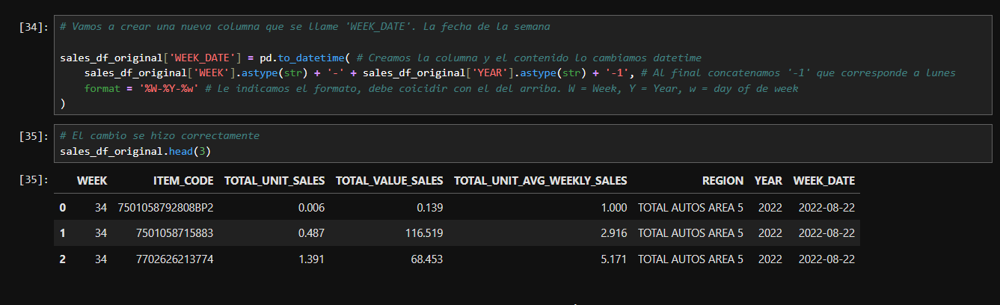 [34]: # Vamos a crear una nueva columna que se llame 'WEEK_DATE'. La fecha de la semana
sales_df_original['WEEK_DATE'] = pd.to_datetime( # Creamos la columna y el contenido lo cambiamos datetime
sales_df_original['WEEK'].astype(str) + '-' + sales_df_original['YEAR'].astype(str) + '-1', # Al final concatenamos '-1' que corresponde a lunes
format = '%W-%Y-%w' # Le indicamos el formato, debe coicidir con el del arriba. W = Week, Y = Year, w = day of de week
)
[35]: # El cambio se hizo correctamente
sales_df_original.head(3)
[35]: WEEK ITEM_CODE TOTAL_UNIT_SALES TOTAL_VALUE_SALES TOTAL_UNIT_AVG_WEEKLY_SALES REGION YEAR WEEK_DATE
0 34 7501058792808BP2 0.006 0.139 1.000 TOTAL AUTOS AREA 5 2022 2022-08-22
1 34 7501058715883 0.487 116.519 2.916 TOTAL AUTOS AREA 5 2022 2022-08-22
2 34 7702626213774 1.391 68.453 5.171 TOTAL AUTOS AREA 5 2022 2022-08-22